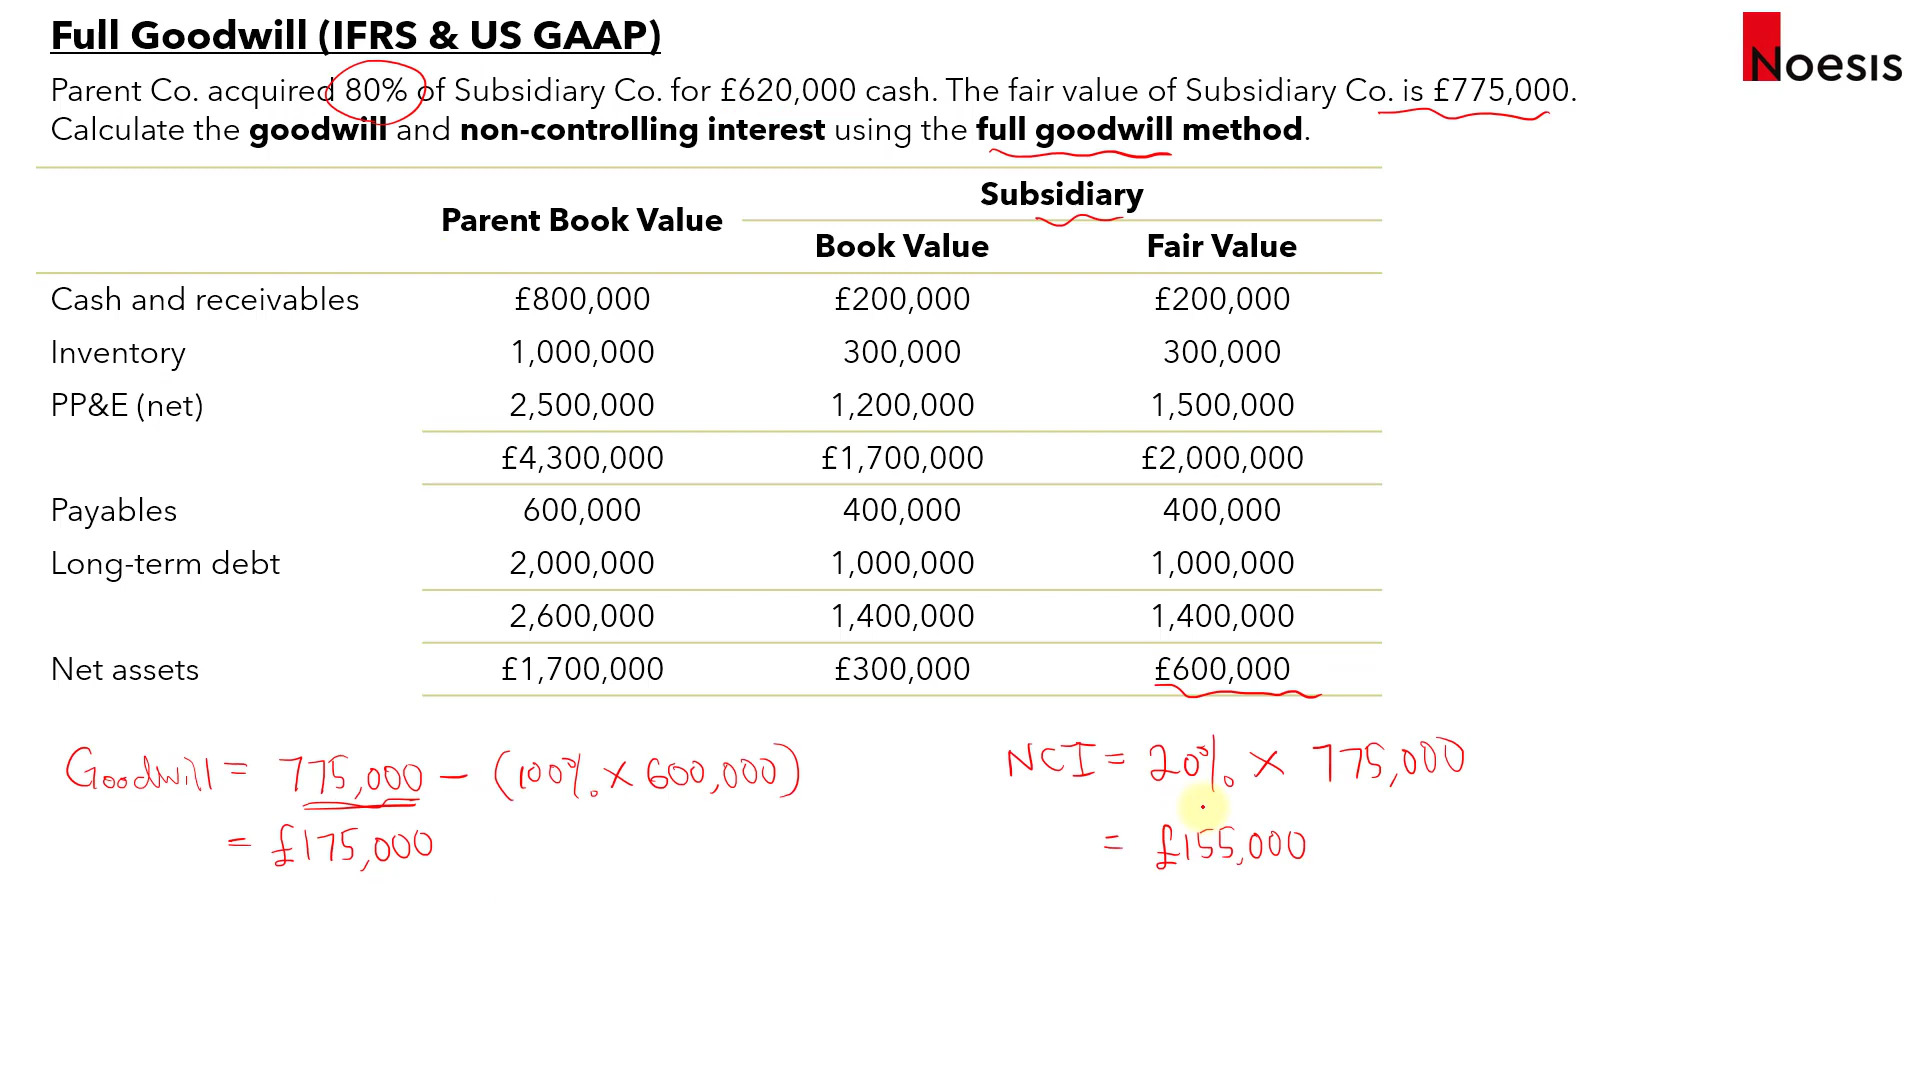 Full Goodwill (IFRS & US GAAP)
Noesis
Parent Co. acquired 80% of Subsidiary Co. for £620,000 cash. The fair value of Subsidiary Co. is £775,000.
Calculate the goodwill and non-controlling interest using the full goodwill method.
Subsidiary
Parent Book Value
Book Value Fair Value
Cash and receivables £800,000 £200,000 £200,000
Inventory 1,000,000 300,000 300,000
PP&E (net) 2,500,000 1,200,000 1,500,000
£4,300,000 £1,700,000 £2,000,000
Payables 600,000 400,000 400,000
Long-term debt 2,000,000 1,000,000 1,000,000
2,600,000 1,400,000 1,400,000
Net assets £1,700,000 £300,000 £600,000
Goodwill = 775,000 – (100% × 600,000)
= £175,000
NCI = 20% × 775,000
= £155,000